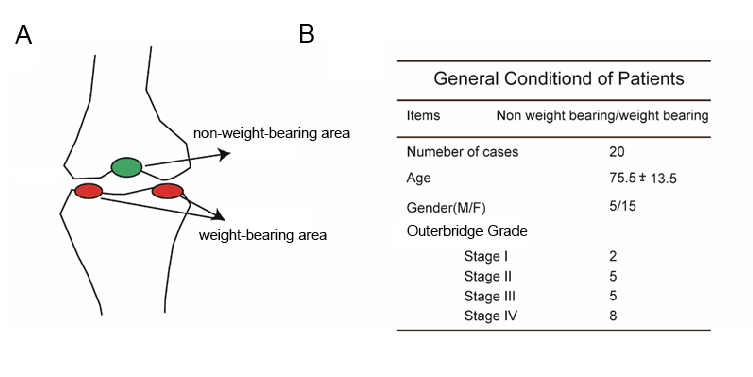 A
B
non-weight-bearing area
weight-bearing area
General Conditiond of Patients
Items Non weight bearing/weight bearing
Numeber of cases 20
Age 75.5 ± 13.5
Gender(M/F) 5/15
Outerbridge Grade
Stage I 2
Stage II 5
Stage III 5
Stage IV 8